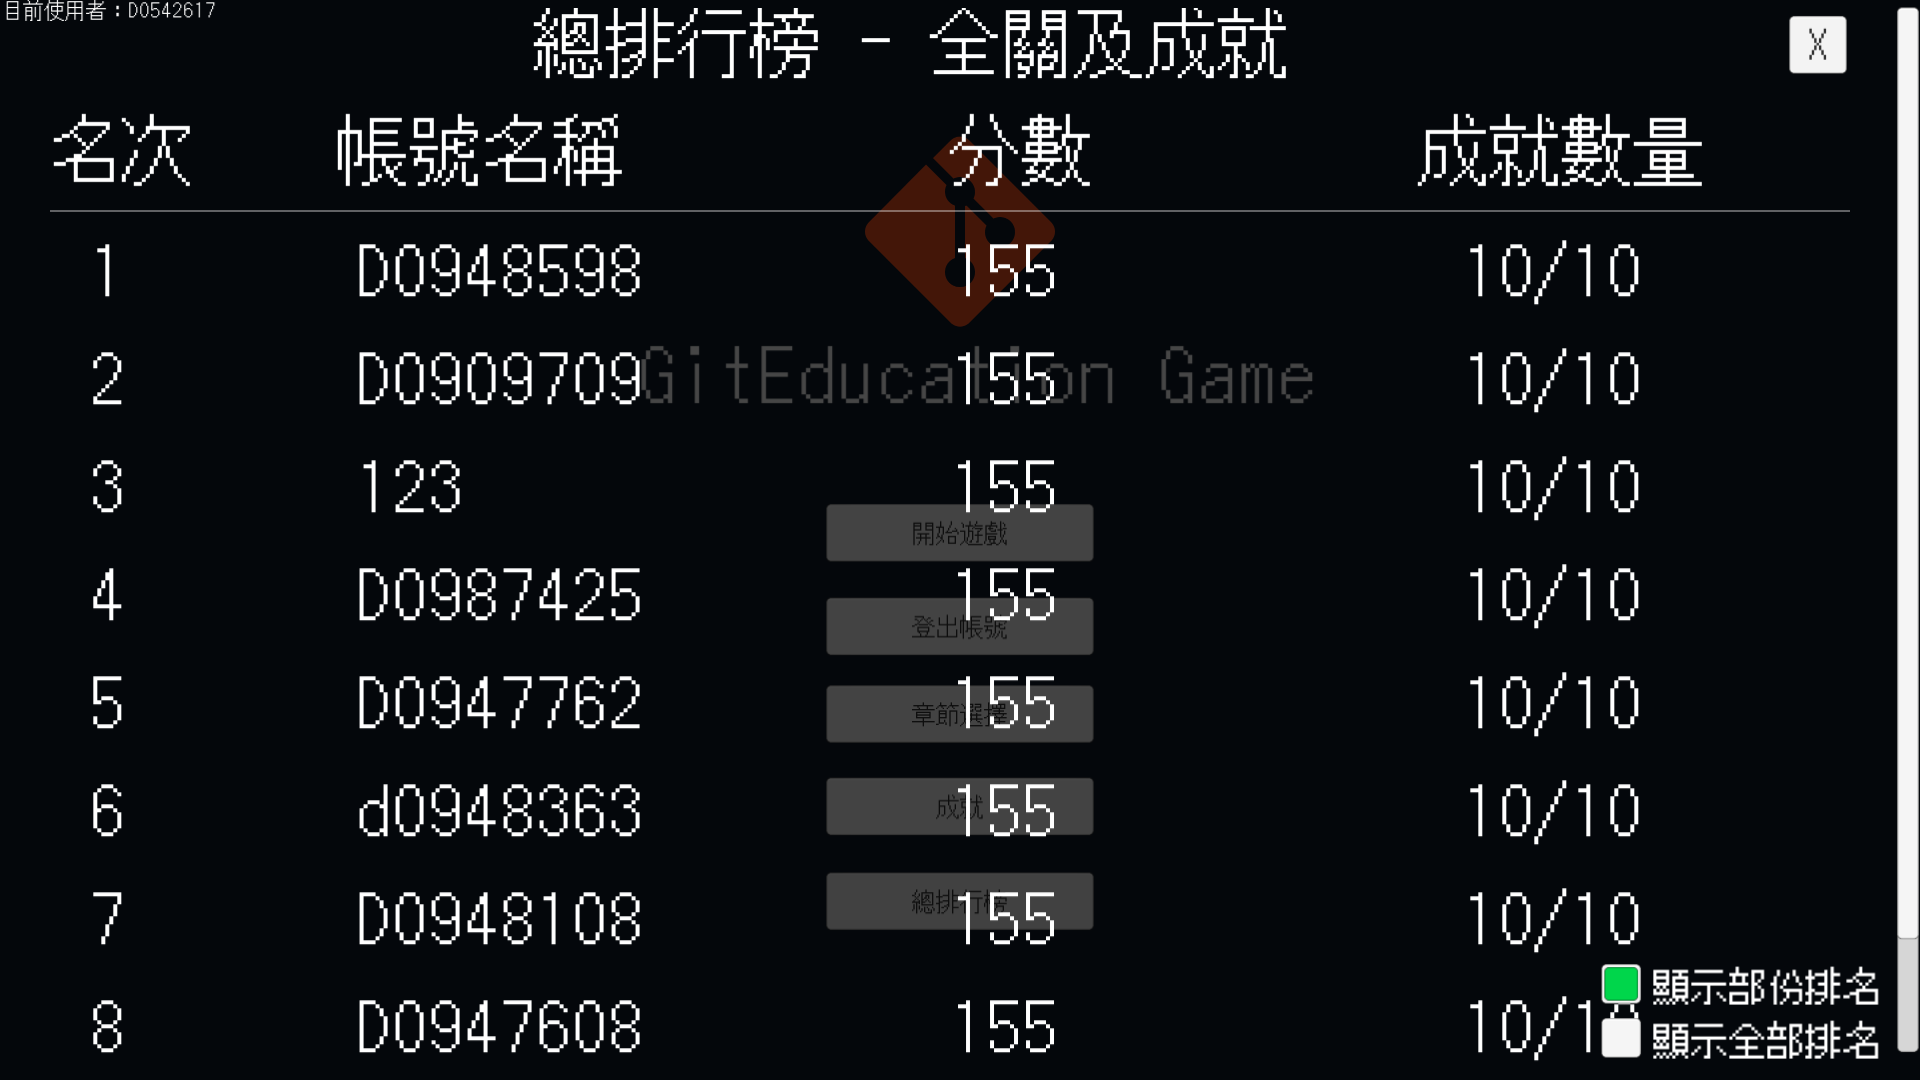 目前使用者：D0542617
總排行榜 - 全關及成就
X
名次 帳號名稱 分數 成就數量
1 D0948598 155 10/10
2 D0909709 155 10/10
GitEducation Game
3 123 155 10/10
開始遊戲
4 D0987425 155 10/10
登出帳號
5 D0947762 155 10/10
章節選擇
6 d0948363 155 10/10
成就
7 D0948108 155 10/10
總排行榜
顯示部份排名
8 D0947608 155 10/1
顯示全部排名